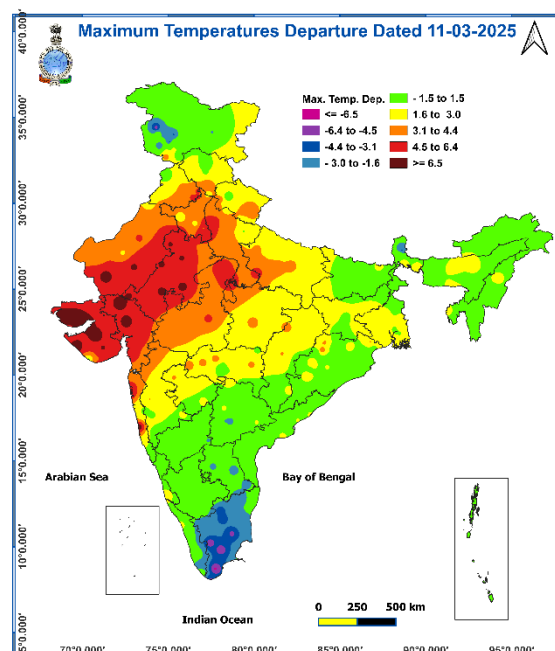 Maximum Temperatures Departure Dated 11-03-2025
Max. Temp. Dep.
<= -6.5
-6.4 to -4.5
-4.4 to -3.1
- 3.0 to -1.6
- 1.5 to 1.5
1.6 to 3.0
3.1 to 4.4
4.5 to 6.4
>= 6.5
40°0.000'
35°0.000'
30°0.000'
25°0.000'
20°0.000'
15°0.000'
10°0.000'
5°0.000'
Arabian Sea
Bay of Bengal
Indian Ocean
0 250 500 km
70°0.000' 75°0.000' 80°0.000' 85°0.000' 90°0.000' 95°0.000'